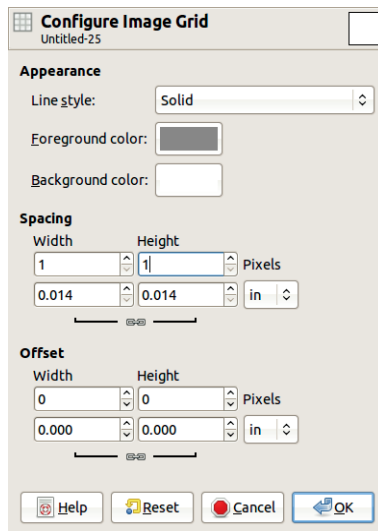 Configure Image Grid
Untitled-25
Appearance
Line style: Solid
Foreground color:
Background color:
Spacing
Width Height
1 1 Pixels
0.014 0.014 in
Offset
Width Height
0 0 Pixels
0.000 0.000 in
Help Reset Cancel OK